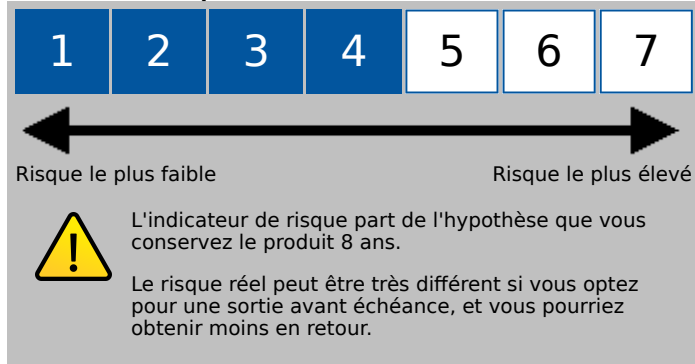 1 2 3 4 5 6 7
Risque le plus faible Risque le plus élevé
L'indicateur de risque part de l'hypothèse que vous
conservez le produit 8 ans.
Le risque réel peut être très différent si vous optez
pour une sortie avant échéance, et vous pourriez
obtenir moins en retour.